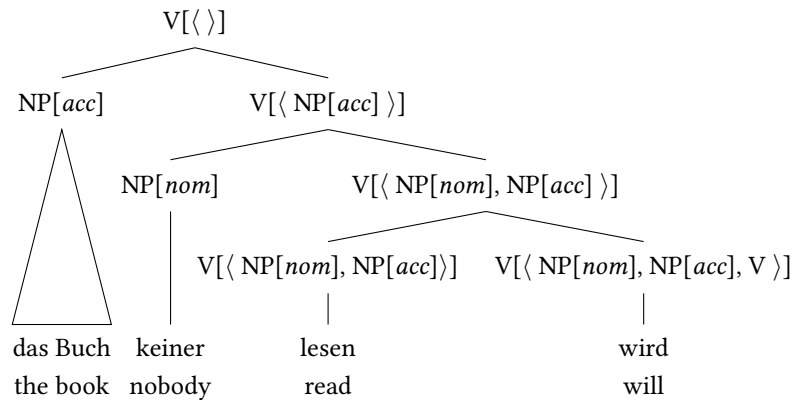 V[⟨ ⟩]
NP[acc] V[⟨ NP[acc] ⟩]
NP[nom] V[⟨ NP[nom], NP[acc] ⟩]
V[⟨ NP[nom], NP[acc]⟩] V[⟨ NP[nom], NP[acc], V ⟩]
das Buch keiner lesen wird
the book nobody read will